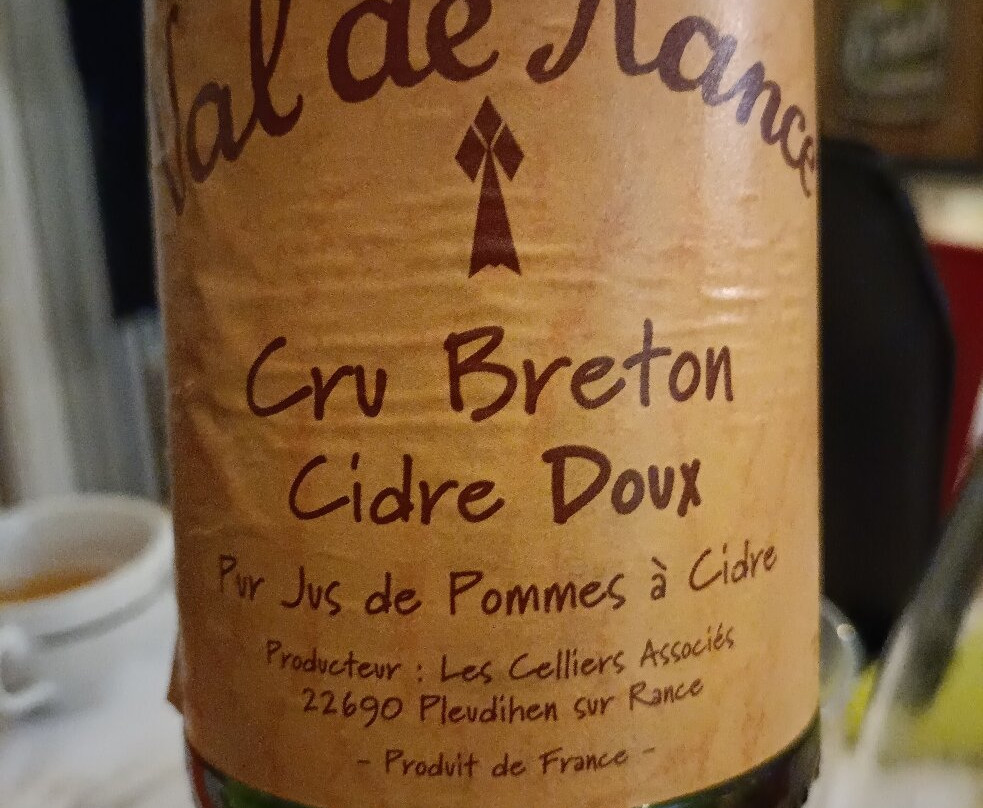 Val de Rance
Cru Breton
Cidre Doux
Pur Jus de Pommes à Cidre
Producteur : Les Celliers Associés
22690 Pleudihen sur Rance
- Produit de France -